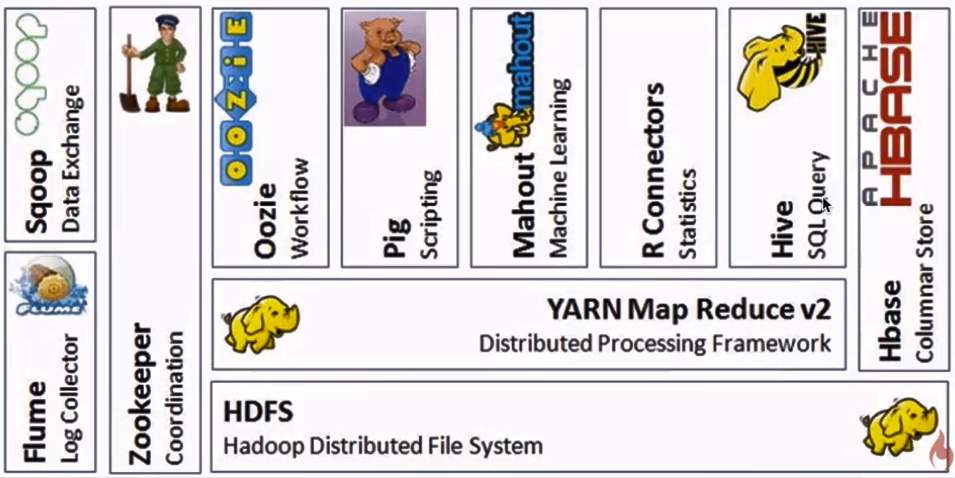 sqoop
Sqoop
Data Exchange
FLUME
Flume
Log Collector
Zookeeper
Coordination
OOZIE
Oozie
Workflow
Pig
Scripting
mahout
Mahout
Machine Learning
R Connectors
Statistics
HIVE
Hive
SQL Query
APACHE
HBASE
Hbase
Columnar Store
YARN Map Reduce v2
Distributed Processing Framework
HDFS
Hadoop Distributed File System